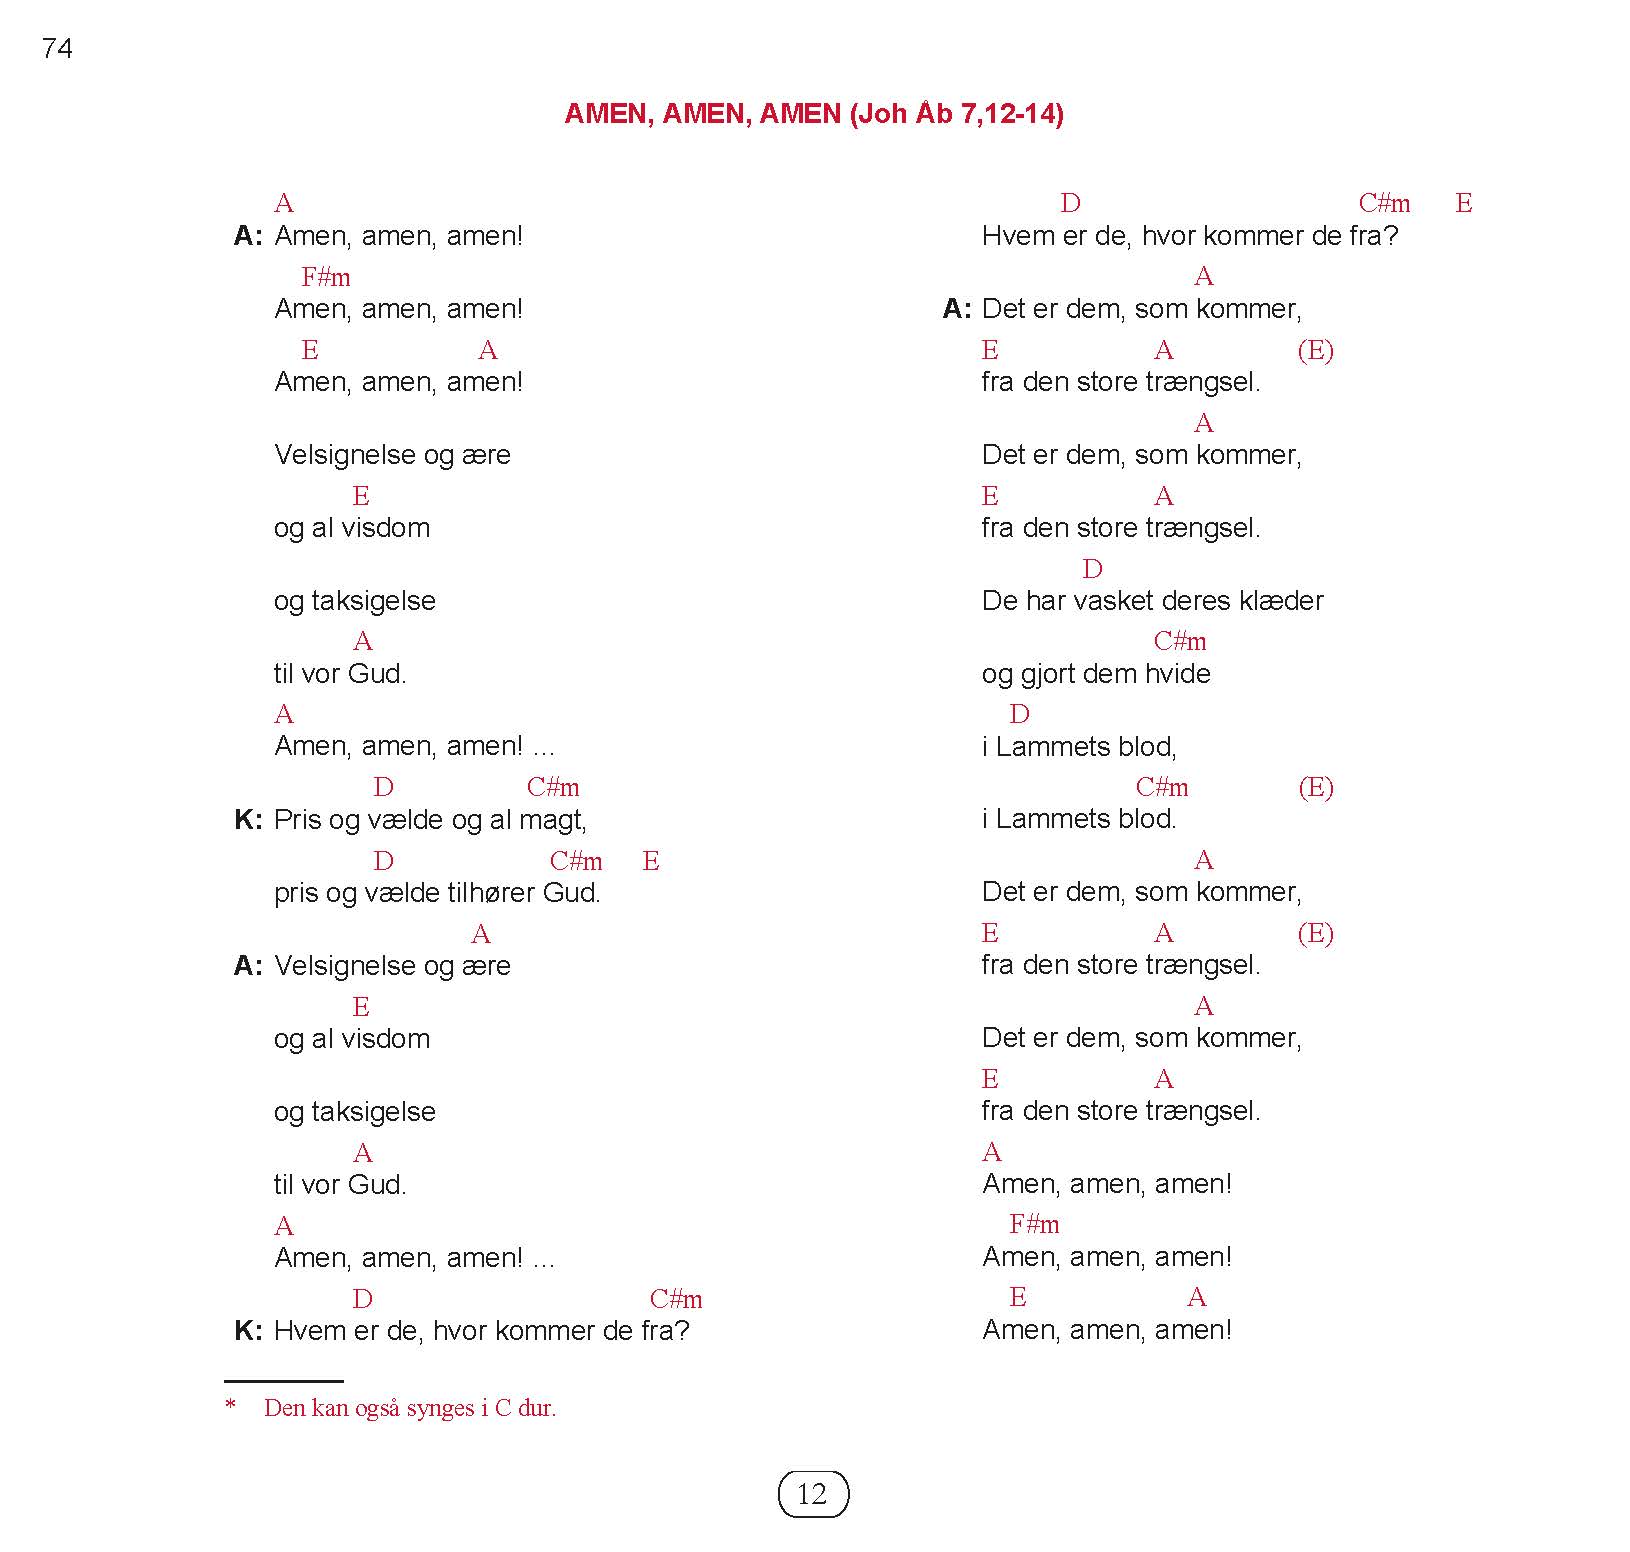 74
AMEN, AMEN, AMEN (Joh Åb 7,12-14)
A
A: Amen, amen, amen!
F#m
Amen, amen, amen!
E A
Amen, amen, amen!
Velsignelse og ære
E
og al visdom
og taksigelse
A
til vor Gud.
A
Amen, amen, amen! ...
D C#m
K: Pris og vælde og al magt,
D C#m E
pris og vælde tilhører Gud.
A
A: Velsignelse og ære
E
og al visdom
og taksigelse
A
til vor Gud.
A
Amen, amen, amen! ...
D C#m
K: Hvem er de, hvor kommer de fra?
D C#m E
Hvem er de, hvor kommer de fra?
A
A: Det er dem, som kommer,
E A (E)
fra den store trængsel.
A
Det er dem, som kommer,
E A
fra den store trængsel.
D
De har vasket deres klæder
C#m
og gjort dem hvide
D
i Lammets blod,
C#m (E)
i Lammets blod.
A
Det er dem, som kommer,
E A (E)
fra den store trængsel.
A
Det er dem, som kommer,
E A
fra den store trængsel.
A
Amen, amen, amen!
F#m
Amen, amen, amen!
E A
Amen, amen, amen!
* Den kan også synges i C dur.
12